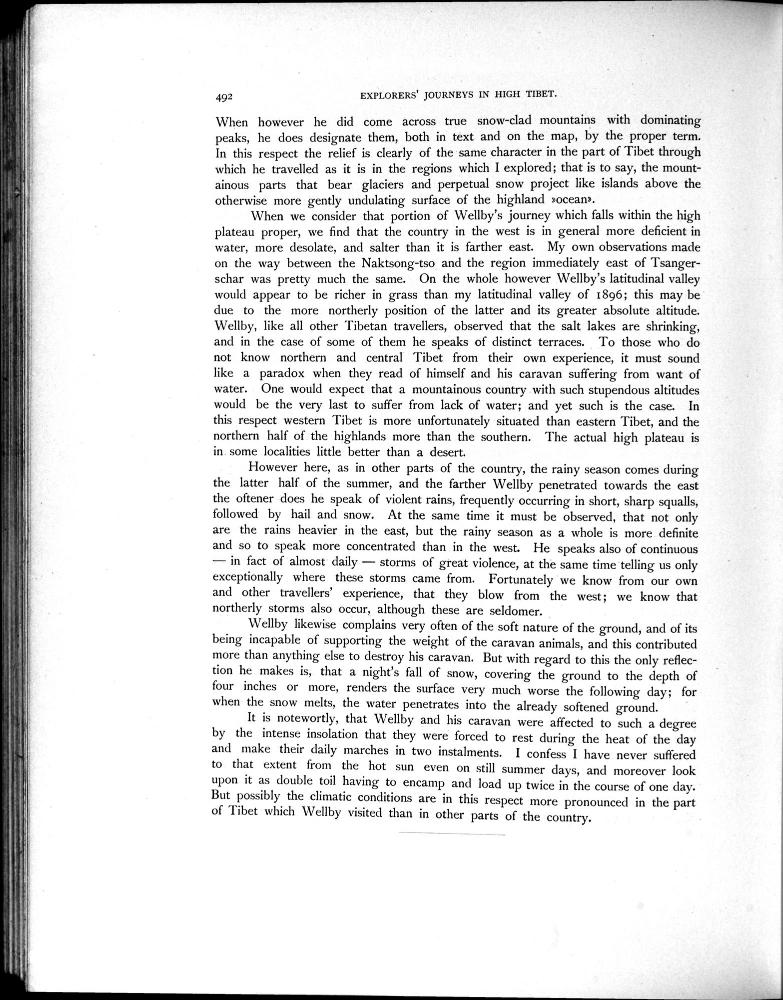 492 EXPLORERS' JOURNEYS IN HIGH TIBET.
When however he did come across true snow-clad mountains with dominating
peaks, he does designate them, both in text and on the map, by the proper term.
In this respect the relief is clearly of the same character in the part of Tibet through
which he travelled as it is in the regions which I explored; that is to say, the mount-
ainous parts that bear glaciers and perpetual snow project like islands above the
otherwise more gently undulating surface of the highland »ocean».
When we consider that portion of Wellby's journey which falls within the high
plateau proper, we find that the country in the west is in general more deficient in
water, more desolate, and salter than it is farther east. My own observations made
on the way between the Naktsong-tso and the region immediately east of Tsanger-
schar was pretty much the same. On the whole however Wellby's latitudinal valley
would appear to be richer in grass than my latitudinal valley of 1896; this may be
due to the more northerly position of the latter and its greater absolute altitude.
Wellby, like all other Tibetan travellers, observed that the salt lakes are shrinking,
and in the case of some of them he speaks of distinct terraces. To those who do
not know northern and central Tibet from their own experience, it must sound
like a paradox when they read of himself and his caravan suffering from want of
water. One would expect that a mountainous country with such stupendous altitudes
would be the very last to suffer from lack of water; and yet such is the case. In
this respect western Tibet is more unfortunately situated than eastern Tibet, and the
northern half of the highlands more than the southern. The actual high plateau is
in some localities little better than a desert.
However here, as in other parts of the country, the rainy season comes during
the latter half of the summer, and the farther Wellby penetrated towards the east
the oftener does he speak of violent rains, frequently occurring in short, sharp squalls,
followed by hail and snow. At the same time it must be observed, that not only
are the rains heavier in the east, but the rainy season as a whole is more definite
and so to speak more concentrated than in the west. He speaks also of continuous
— in fact of almost daily — storms of great violence, at the same time telling us only
exceptionally where these storms came from. Fortunately we know from our own
and other travellers' experience, that they blow from the west; we know that
northerly storms also occur, although these are seldomer.
Wellby likewise complains very often of the soft nature of the ground, and of its
being incapable of supporting the weight of the caravan animals, and this contributed
more than anything else to destroy his caravan. But with regard to this the only reflec-
tion he makes is, that a night's fall of snow, covering the ground to the depth of
four inches or more, renders the surface very much worse the following day; for
when the snow melts, the water penetrates into the already softened ground.
It is notewortly, that Wellby and his caravan were affected to such a degree
by the intense insolation that they were forced to rest during the heat of the day
and make their daily marches in two instalments. I confess I have never suffered
to that extent from the hot sun even on still summer days, and moreover look
upon it as double toil having to encamp and load up twice in the course of one day.
But possibly the climatic conditions are in this respect more pronounced in the part
of Tibet which Wellby visited than in other parts of the country.